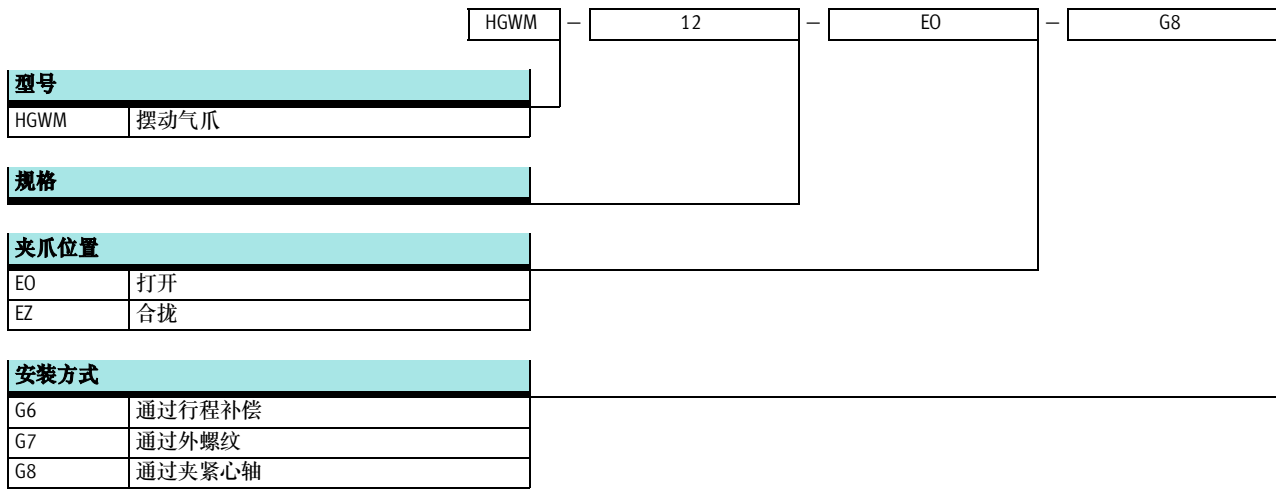 HGWM – 12 – EO – G8
型号
HGWM 摆动气爪
规格
夹爪位置
EO 打开
EZ 合拢
安装方式
G6 通过行程补偿
G7 通过外螺纹
G8 通过夹紧心轴